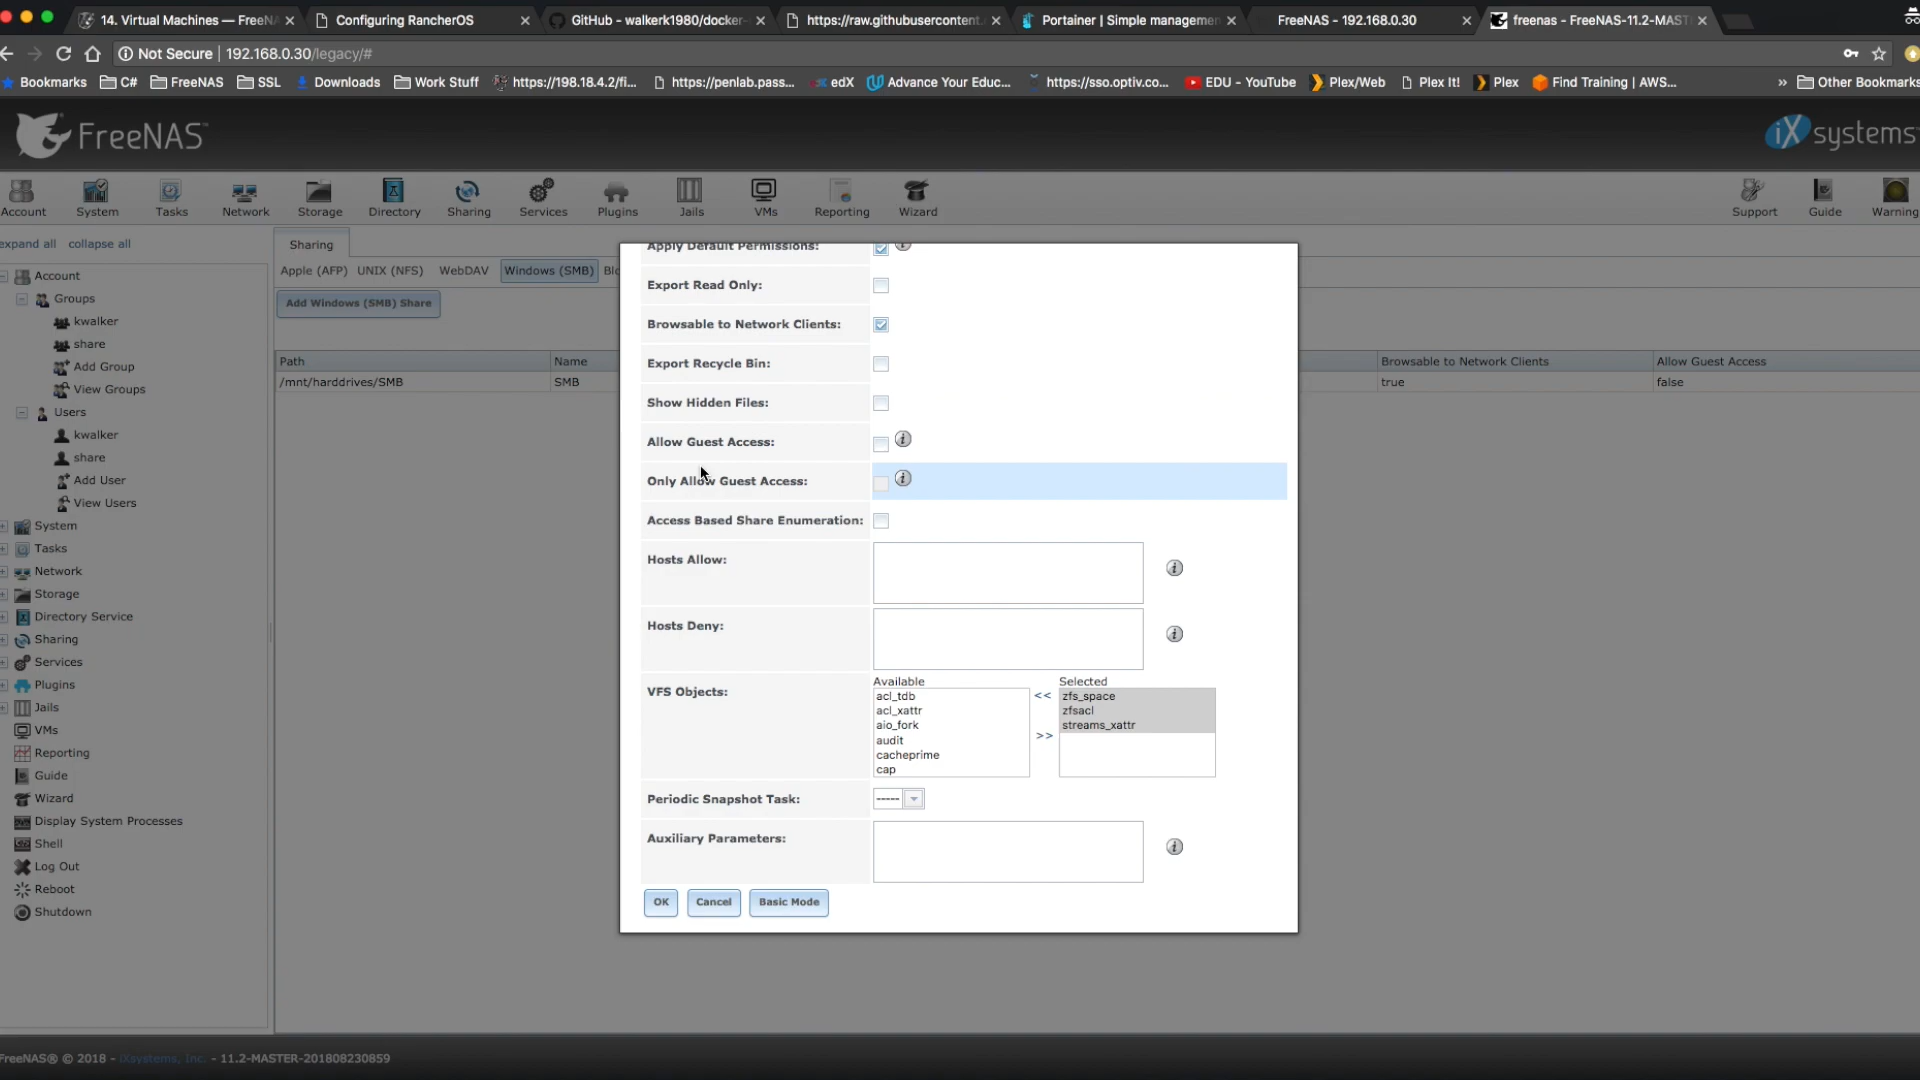 14. Virtual Machines — FreeN
Configuring RancherOS
GitHub - walkerk1980/docker-
https://raw.githubusercontent.
Portainer | Simple managemen
FreeNAS - 192.168.0.30
freenas - FreeNAS-11.2-MAST
Not Secure | 192.168.0.30/legacy/#
Bookmarks
C#
FreeNAS
SSL
Downloads
Work Stuff
https://198.18.4.2/fi...
https://penlab.pass...
edX
Advance Your Educ...
https://sso.optiv.co...
EDU - YouTube
Plex/Web
Plex It!
Plex
Find Training | AWS...
»
Other Bookmarks
FreeNAS
iXsystems
Account
System
Tasks
Network
Storage
Directory
Sharing
Services
Plugins
Jails
VMs
Reporting
Wizard
Support
Guide
Warning
expand all collapse all
Account
Groups
kwalker
share
Add Group
View Groups
Users
kwalker
share
Add User
View Users
System
Tasks
Network
Storage
Directory Service
Sharing
Services
Plugins
Jails
VMs
Reporting
Guide
Wizard
Display System Processes
Shell
Log Out
Reboot
Shutdown
Sharing
Apple (AFP) UNIX (NFS) WebDAV Windows (SMB) Blo
Add Windows (SMB) Share
Path Name Browsable to Network Clients Allow Guest Access
/mnt/harddrives/SMB SMB true false
Apply Default Permissions:
Export Read Only:
Browsable to Network Clients:
Export Recycle Bin:
Show Hidden Files:
Allow Guest Access:
Only Allow Guest Access:
Access Based Share Enumeration:
Hosts Allow:
Hosts Deny:
VFS Objects:
Available
acl_tdb
acl_xattr
aio_fork
audit
cacheprime
cap
<<
>>
Selected
zfs_space
zfsacl
streams_xattr
Periodic Snapshot Task: -----
Auxiliary Parameters:
OK Cancel Basic Mode
FreeNAS® © 2018 - iXsystems, Inc. - 11.2-MASTER-201808230859